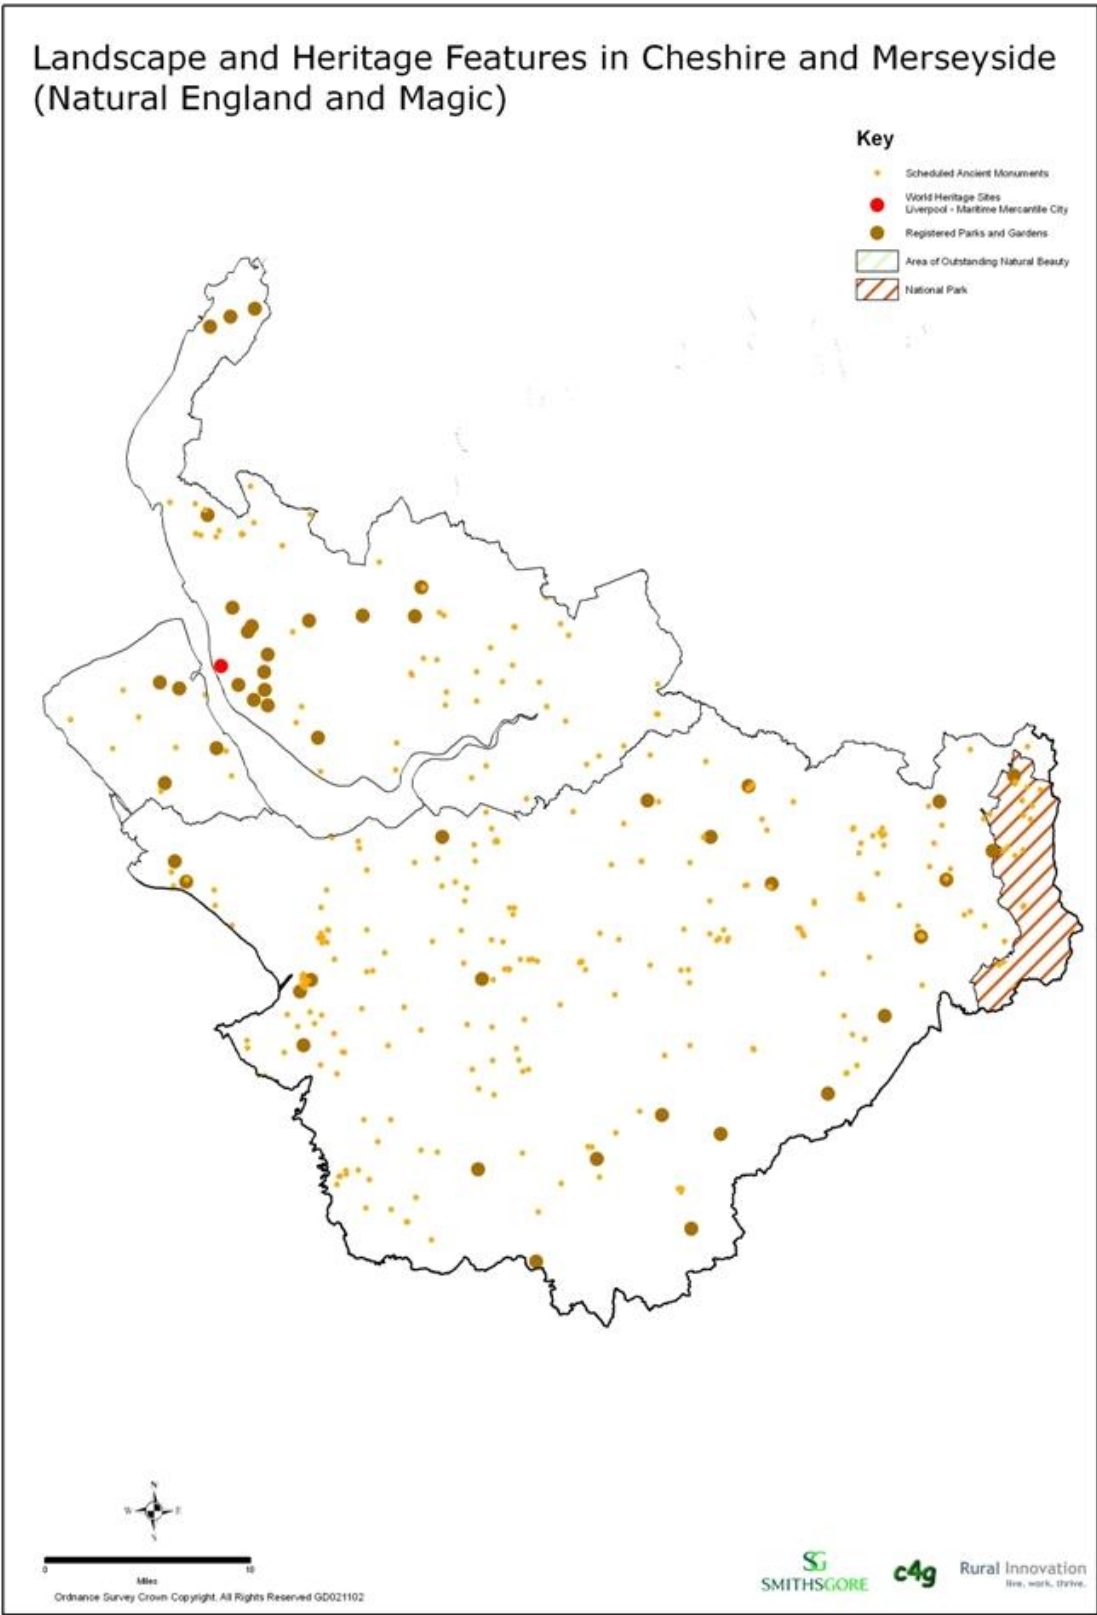 Landscape and Heritage Features in Cheshire and Merseyside
(Natural England and Magic)
Key
Scheduled Ancient Monuments
World Heritage Sites
Liverpool - Maritime Mercantile City
Registered Parks and Gardens
Area of Outstanding Natural Beauty
National Park
N
W E
S
0 10
Miles
Ordnance Survey Crown Copyright. All Rights Reserved GD021102
SG
SMITHSGORE
c4g
Rural Innovation
live. work. thrive.